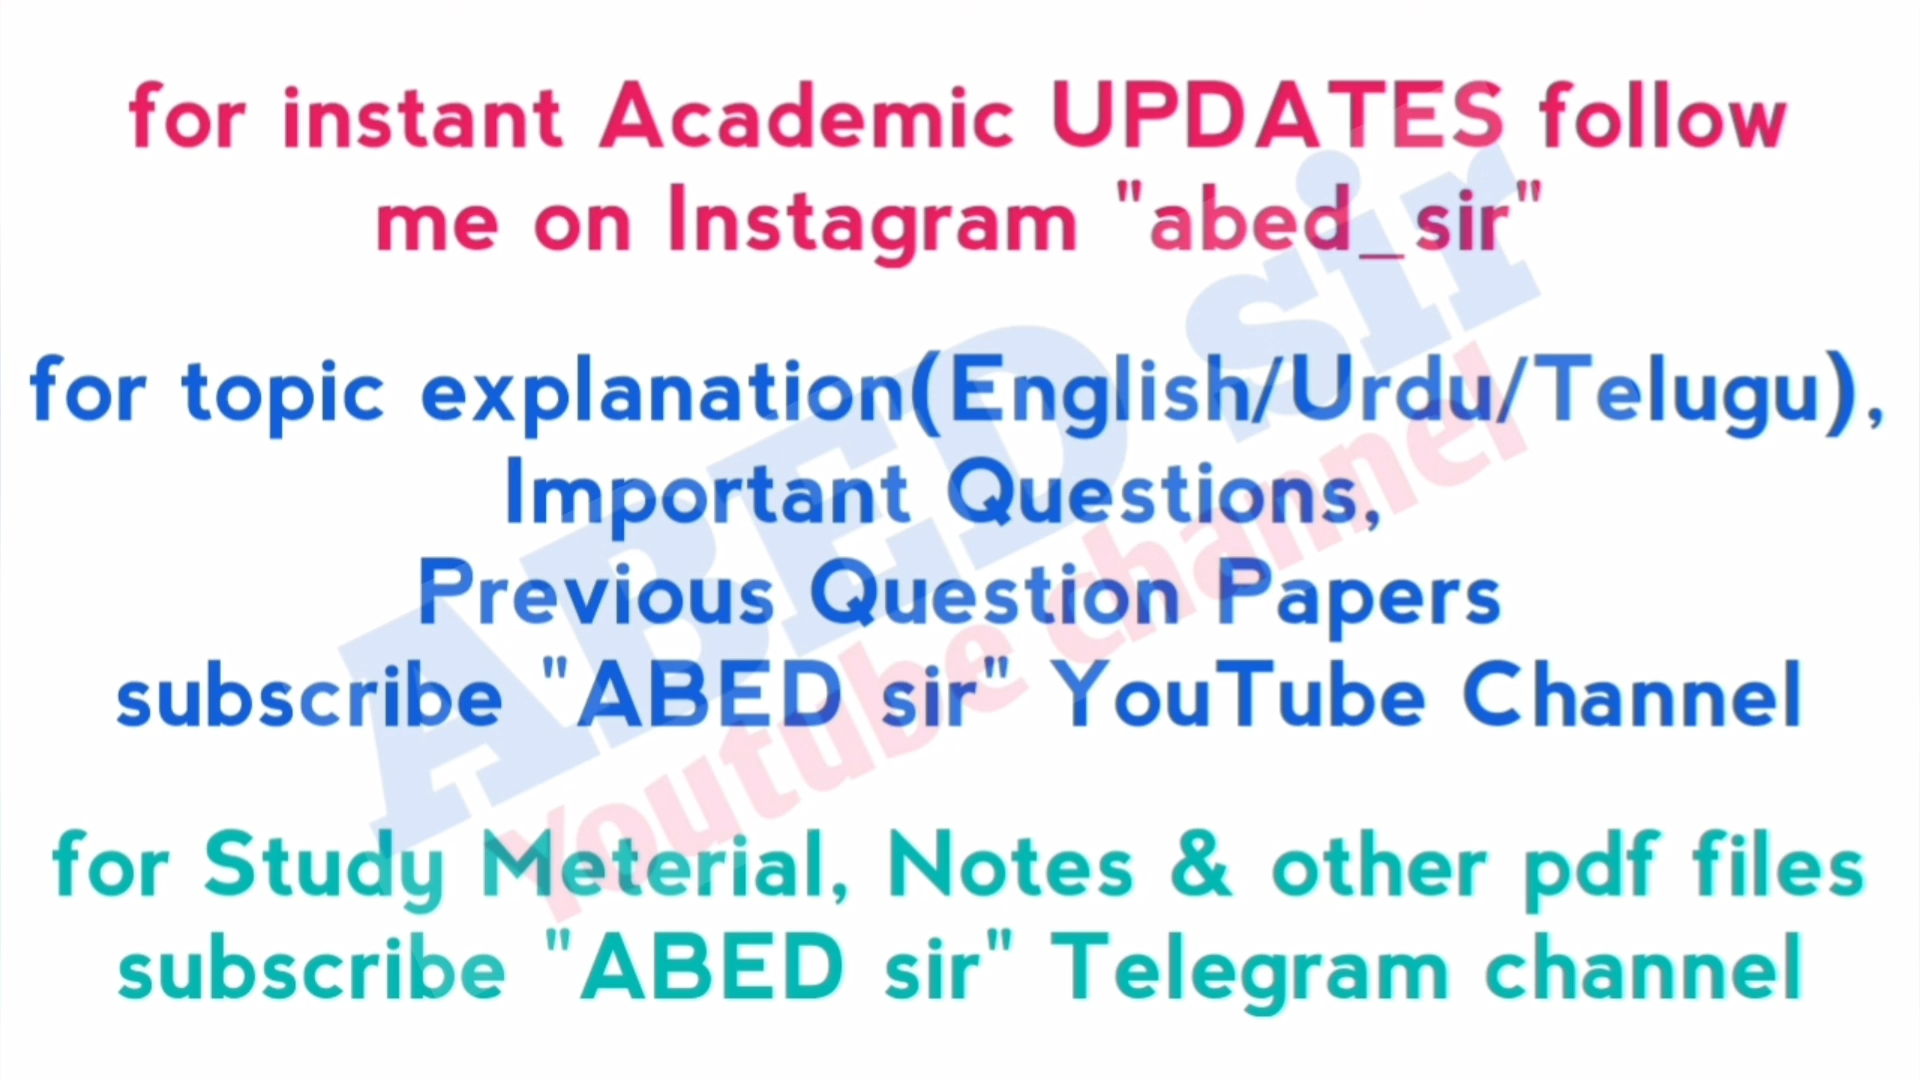 for instant Academic UPDATES follow
me on Instagram "abed_sir"
for topic explanation(English/Urdu/Telugu),
Important Questions,
Previous Question Papers
subscribe "ABED sir" YouTube Channel
for Study Meterial, Notes & other pdf files
subscribe "ABED sir" Telegram channel
ABED sir
Youtube channel